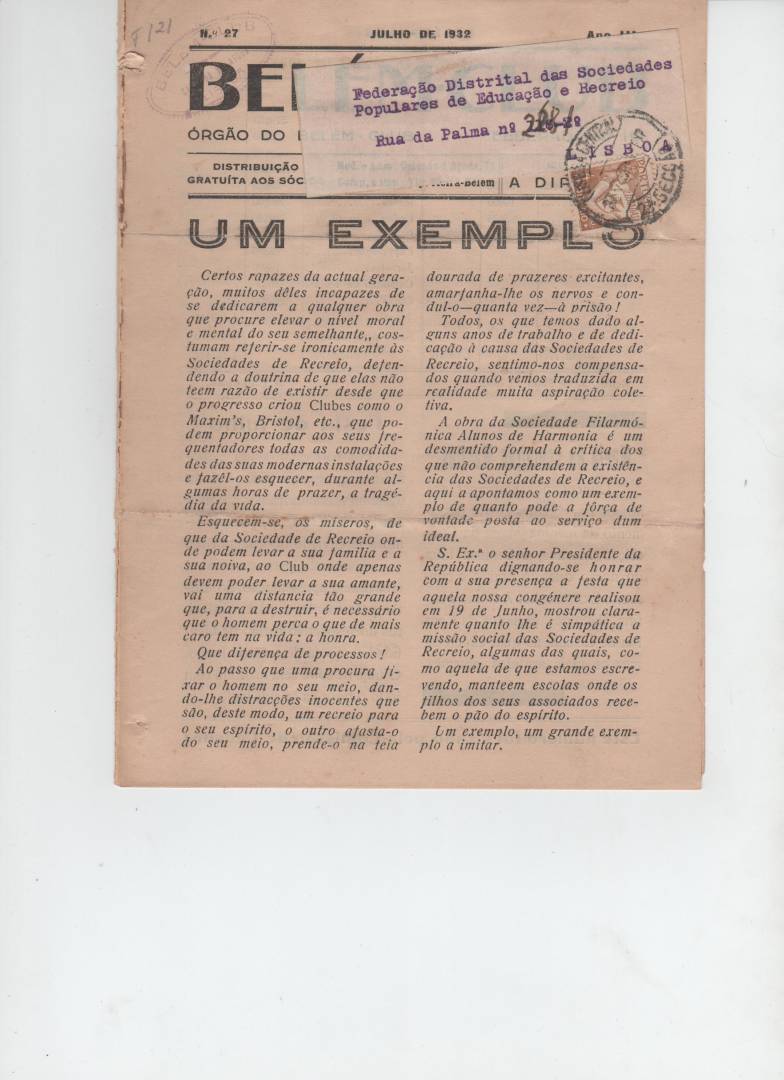 N.º 27 JULHO DE 1932 Ano
BEL
Federação Distrital das Sociedades
Populares de Educação e Recreio
Rua da Palma nº
LISBOA
ÓRGÃO DO BELÉM-
DISTRIBUIÇÃO
GRATUÍTA AOS SÓC
-Belém A DIR
CENTRAL
2ª SECÇÃO
UM EXEMPLO
Certos rapazes da actual gera-
ção, muitos dêles incapazes de
se dedicarem a qualquer obra
que procure elevar o nível moral
e mental do seu semelhante,, cos-
tumam referir-se ironicamente às
Sociedades de Recreio, defen-
dendo a doutrina de que elas não
teem razão de existir desde que
o progresso criou Clubes como o
Maxim's, Bristol, etc., que po-
dem proporcionar aos seus fre-
quentadores todas as comodida-
des das suas modernas instalações
e fazêl-os esquecer, durante al-
gumas horas de prazer, a tragé-
dia da vida.
Esquecem-se, os míseros, de
que da Sociedade de Recreio on-
de podem levar a sua família e a
sua noiva, ao Club onde apenas
devem poder levar a sua amante,
vai uma distancia tão grande
que, para a destruir, é necessário
que o homem perca o que de mais
caro tem na vida: a honra.
Que diferença de processos!
Ao passo que uma procura fi-
xar o homem no seu meio, dan-
do-lhe distracções inocentes que
são, deste modo, um recreio para
o seu espírito, o outro afasta-o
do seu meio, prende-o na teia
dourada de prazeres excitantes,
amarfanha-lhe os nervos e con-
dul-o—quanta vez—à prisão!
Todos, os que temos dado al-
guns anos de trabalho e de dedi-
cação à causa das Sociedades de
Recreio, sentimo-nos compensa-
dos quando vemos traduzida em
realidade muita aspiração cole-
tiva.
A obra da Sociedade Filarmó-
nica Alunos de Harmonia é um
desmentido formal à crítica dos
que não comprehendem a existên-
cia das Sociedades de Recreio, e
aqui a apontamos como um exem-
plo de quanto pode a fôrça de
vontade posta ao serviço dum
ideal.
S. Ex.ª o senhor Presidente da
República dignando-se honrar
com a sua presença a festa que
aquela nossa congénere realisou
em 19 de Junho, mostrou clara-
mente quanto lhe é simpática a
missão social das Sociedades de
Recreio, algumas das quais, co-
mo aquela de que estamos escre-
vendo, manteem escolas onde os
filhos dos seus associados rece-
bem o pão do espírito.
Um exemplo, um grande exem-
plo a imitar.